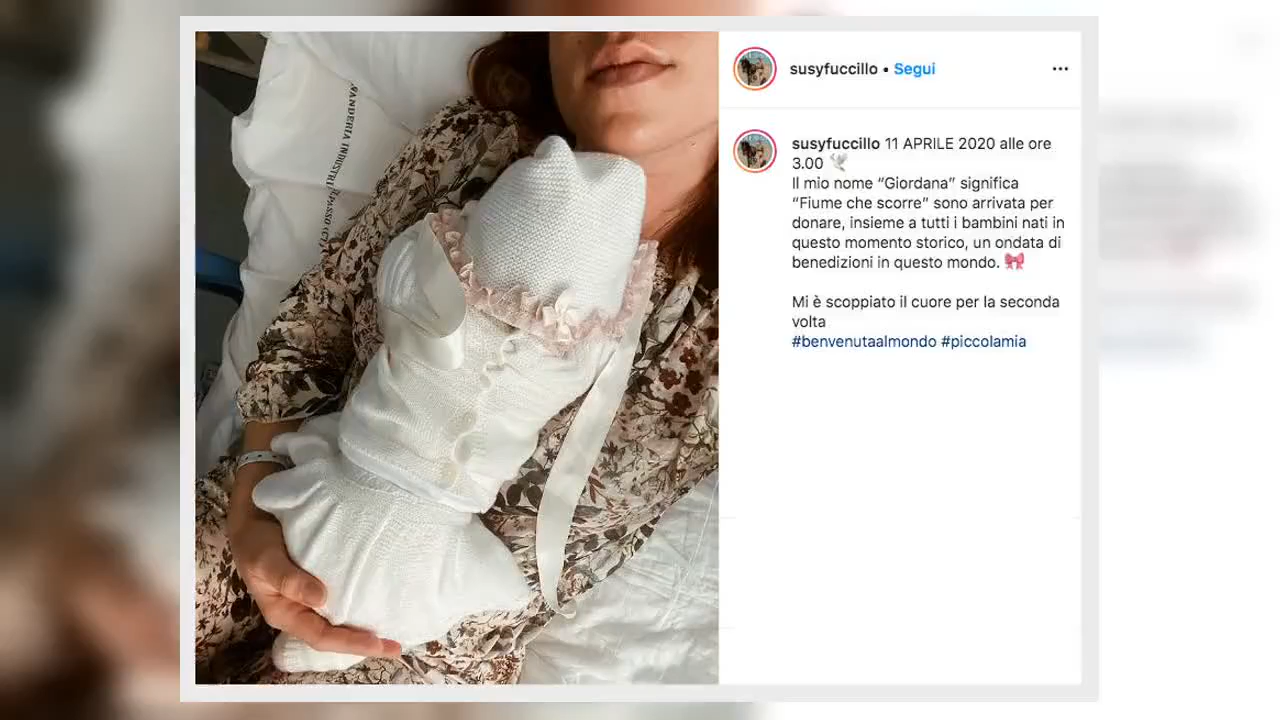 susyfuccillo • Segui
susyfuccillo 11 APRILE 2020 alle ore
3.00 🕊
Il mio nome “Giordana” significa
“Fiume che scorre” sono arrivata per
donare, insieme a tutti i bambini nati in
questo momento storico, un ondata di
benedizioni in questo mondo. 🎀
Mi è scoppiato il cuore per la seconda
volta
#benvenutaalmondo #piccolamia